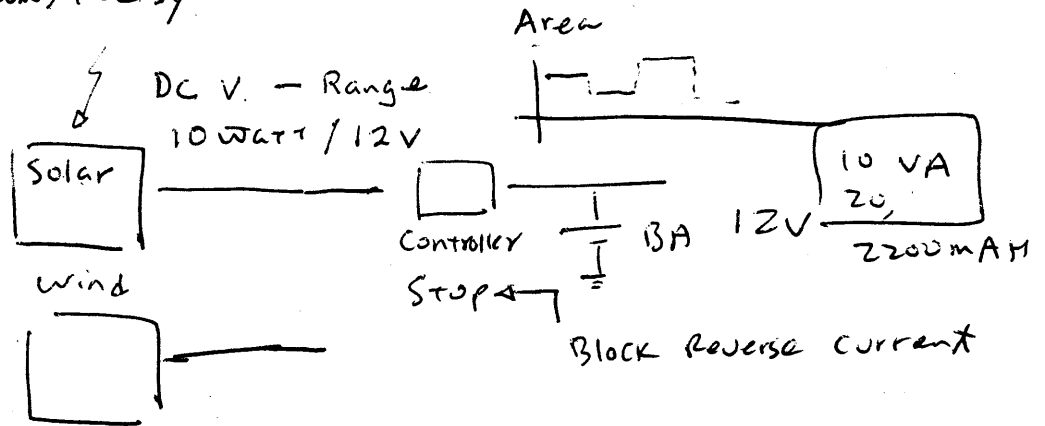 Area
DC V. - Range
10 Watt / 12V
Solar
10 VA
20,
Controller
BA
12V
2200mAH
Wind
Stop
Block Reverse Current